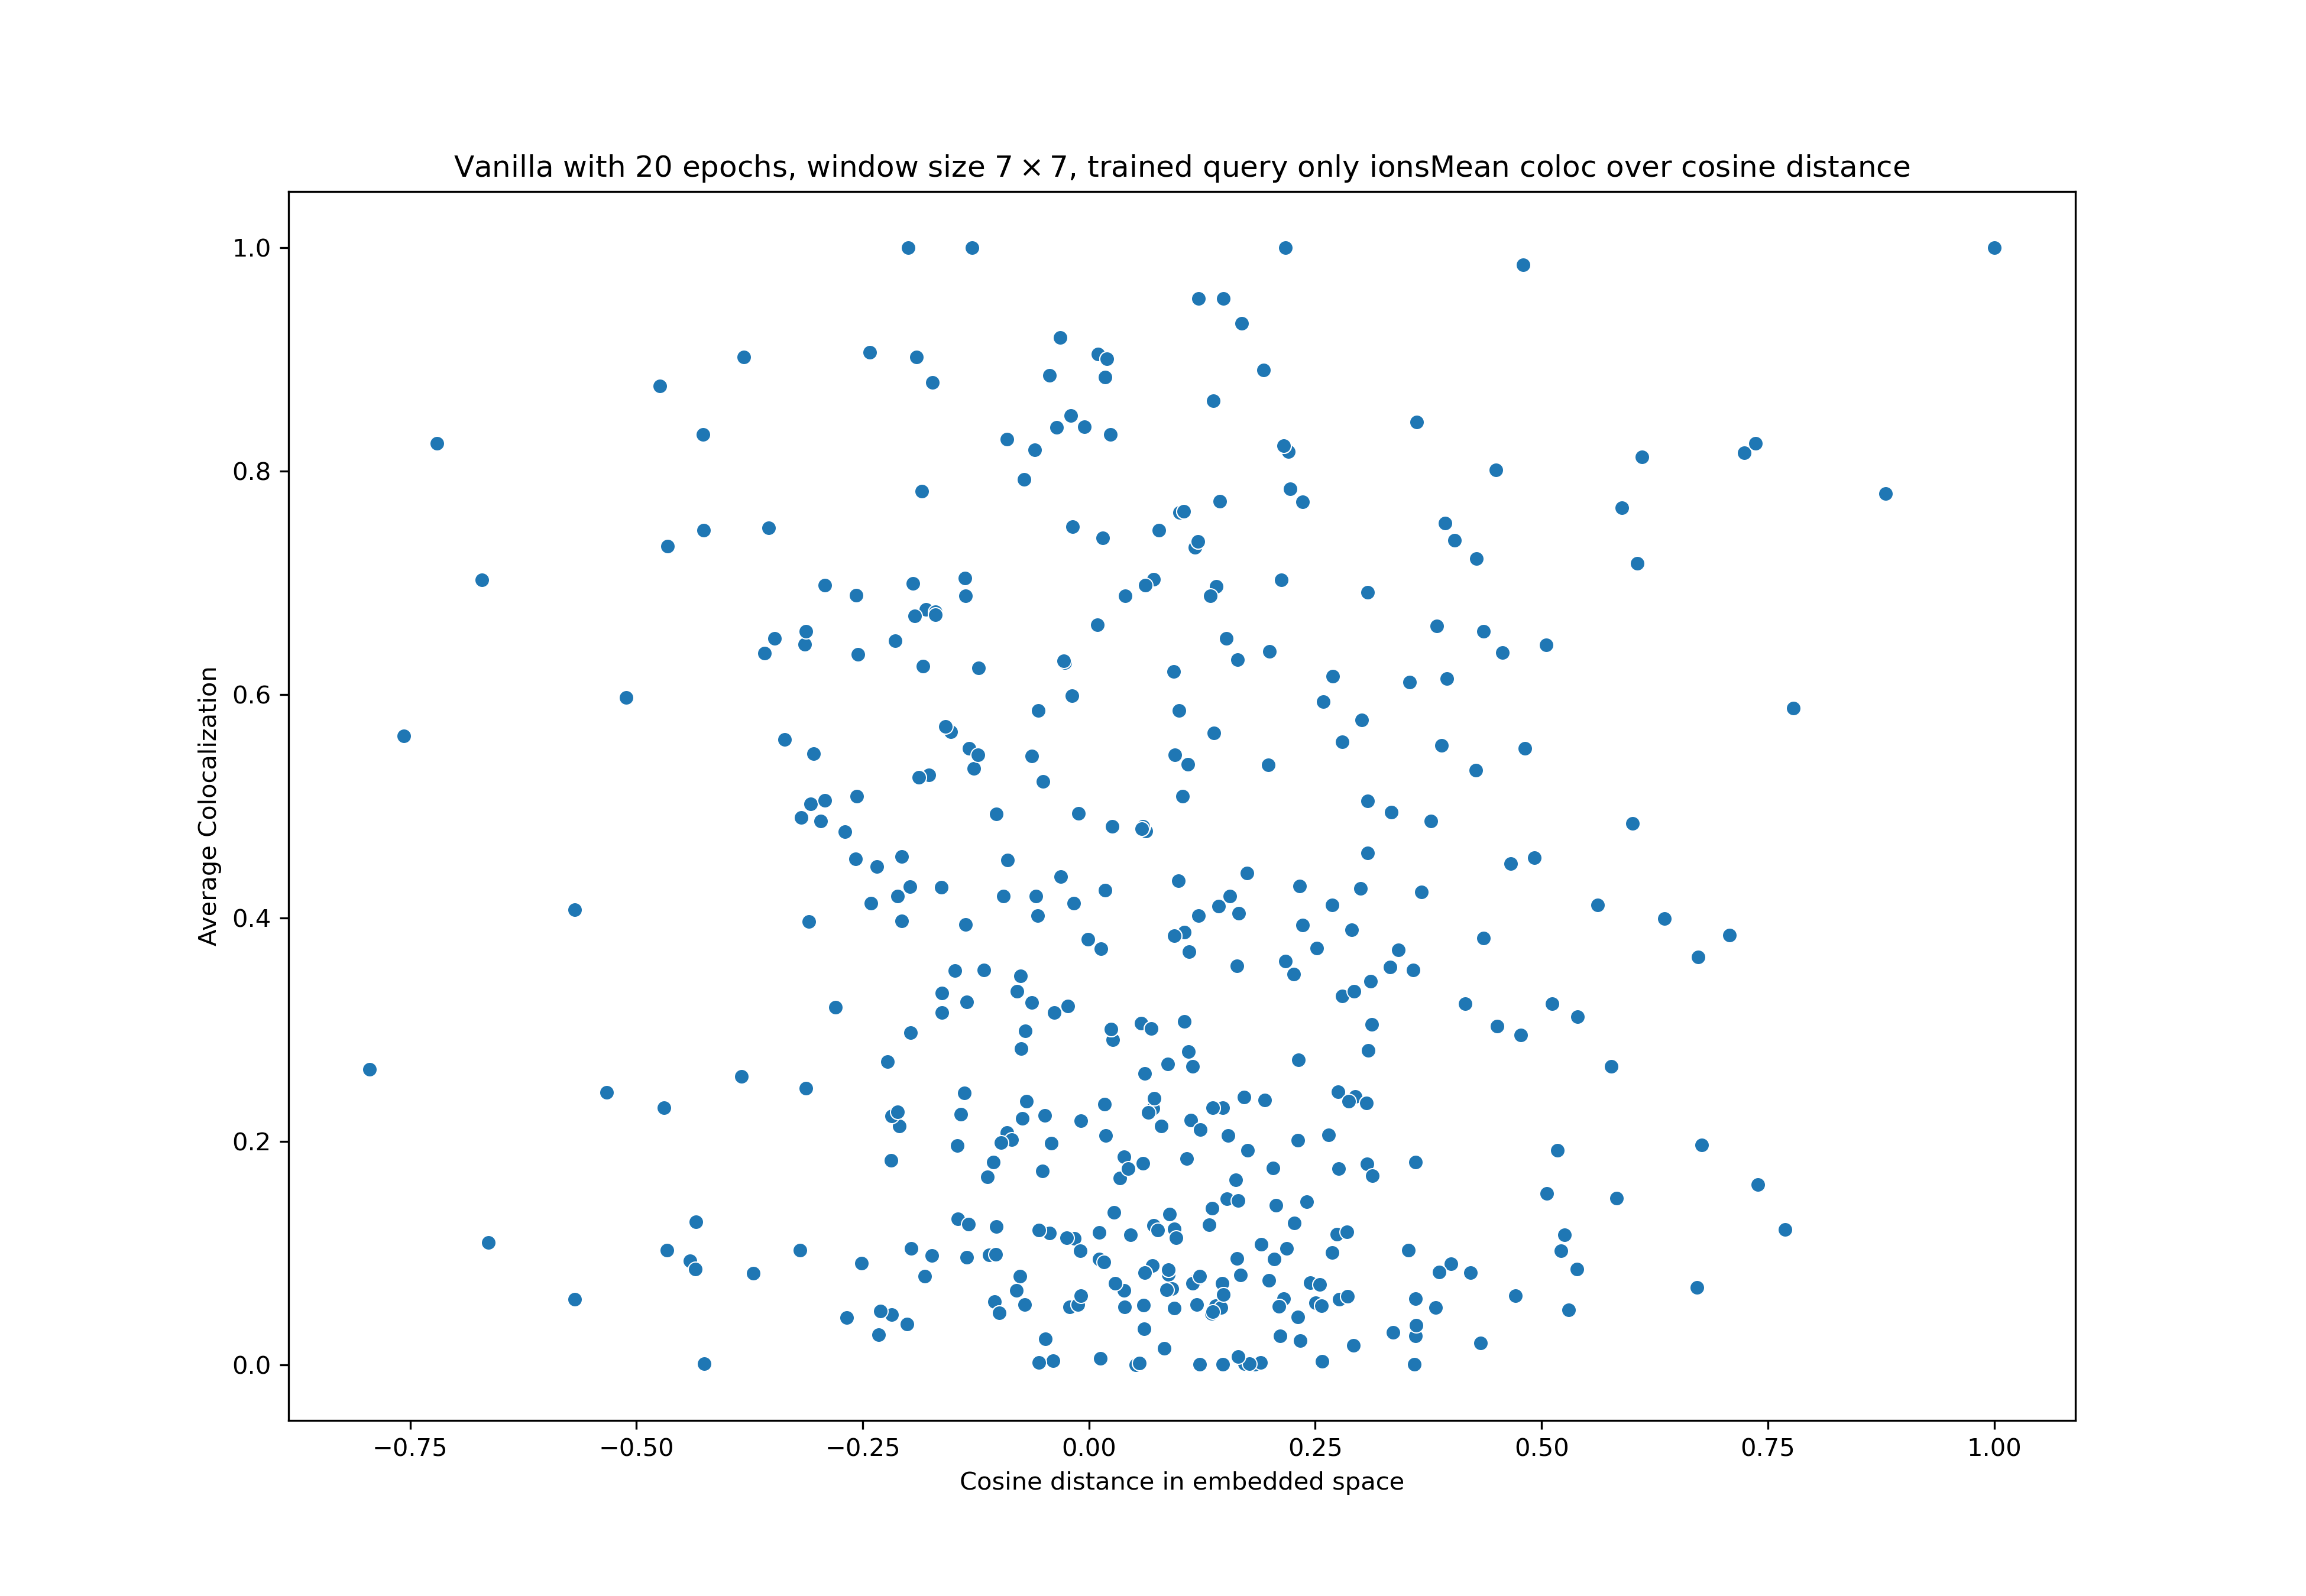 Vanilla with 20 epochs, window size 7 × 7, trained query only ionsMean coloc over cosine distance
1.0
0.8
0.6
0.4
0.2
0.0
Average Colocalization
−0.75 −0.50 −0.25 0.00 0.25 0.50 0.75 1.00
Cosine distance in embedded space